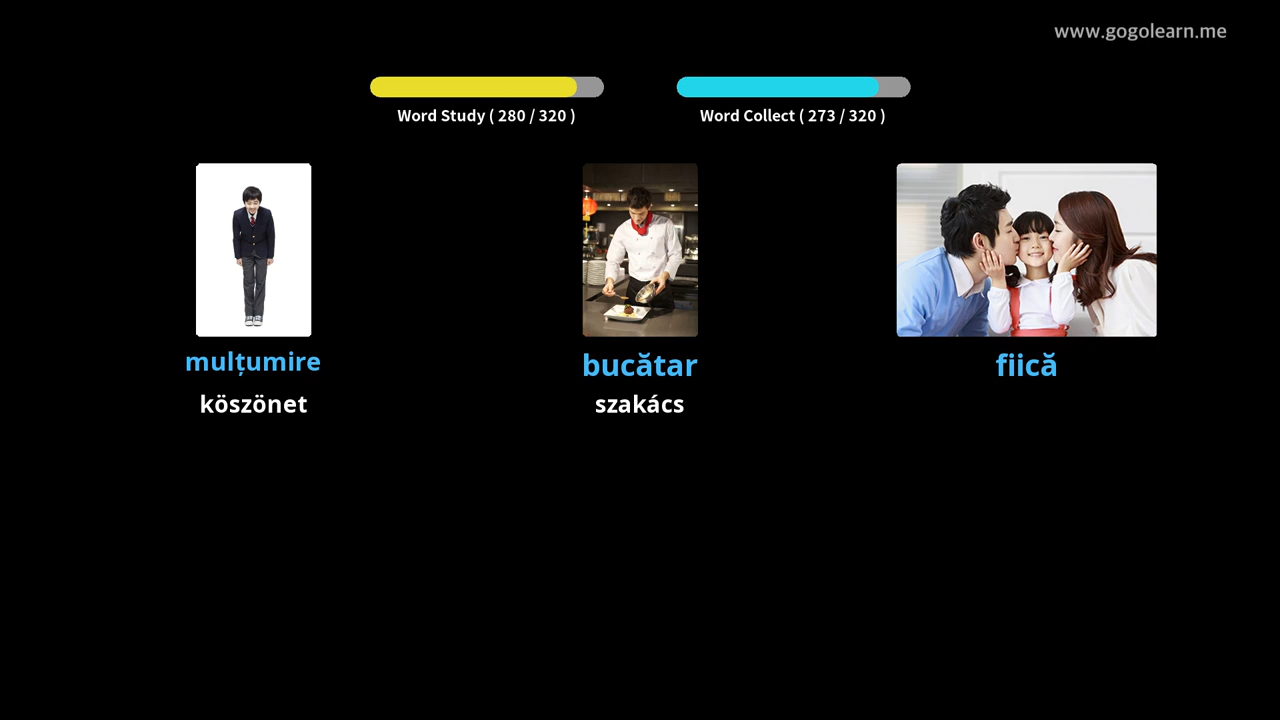 www.gogolearn.me
Word Study ( 280 / 320 )
Word Collect ( 273 / 320 )
mulțumire
bucătar
fiică
köszönet
szakács